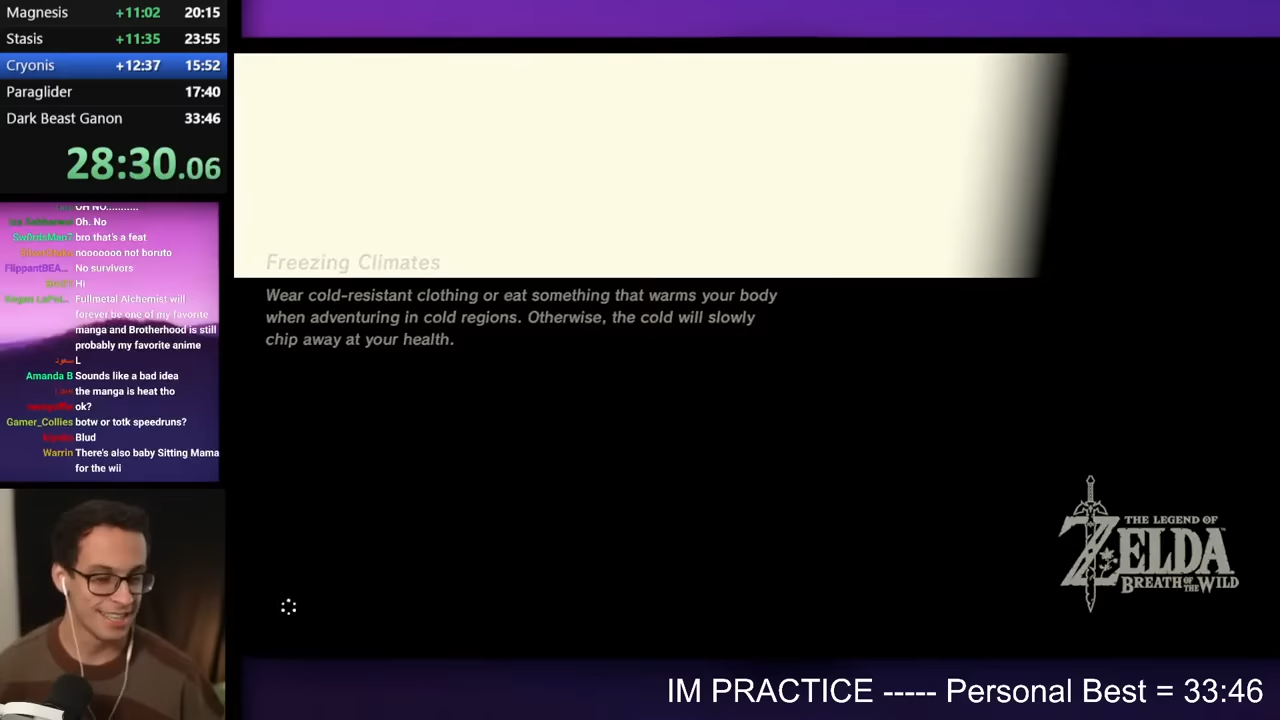 Magnesis +11:02 20:15
Stasis +11:35 23:55
Cryonis +12:37 15:52
Paraglider 17:40
Dark Beast Ganon 33:46
28:30.06
OH NO...........
Oh. No
Sw0rdsMan7 bro that's a feat
nooooooo not boruto
FlippantBEA... No survivors
Hi
Fullmetal Alchemist will
forever be one of my favorite
manga and Brotherhood is still
probably my favorite anime
سعود L
Amanda B Sounds like a bad idea
the manga is heat tho
ok?
Gamer_Collies botw or totk speedruns?
Blud
Warrin There's also baby Sitting Mama
for the wii
Freezing Climates
Wear cold-resistant clothing or eat something that warms your body
when adventuring in cold regions. Otherwise, the cold will slowly
chip away at your health.
THE LEGEND OF
ZELDA
BREATH OF THE WILD
IM PRACTICE ----- Personal Best = 33:46